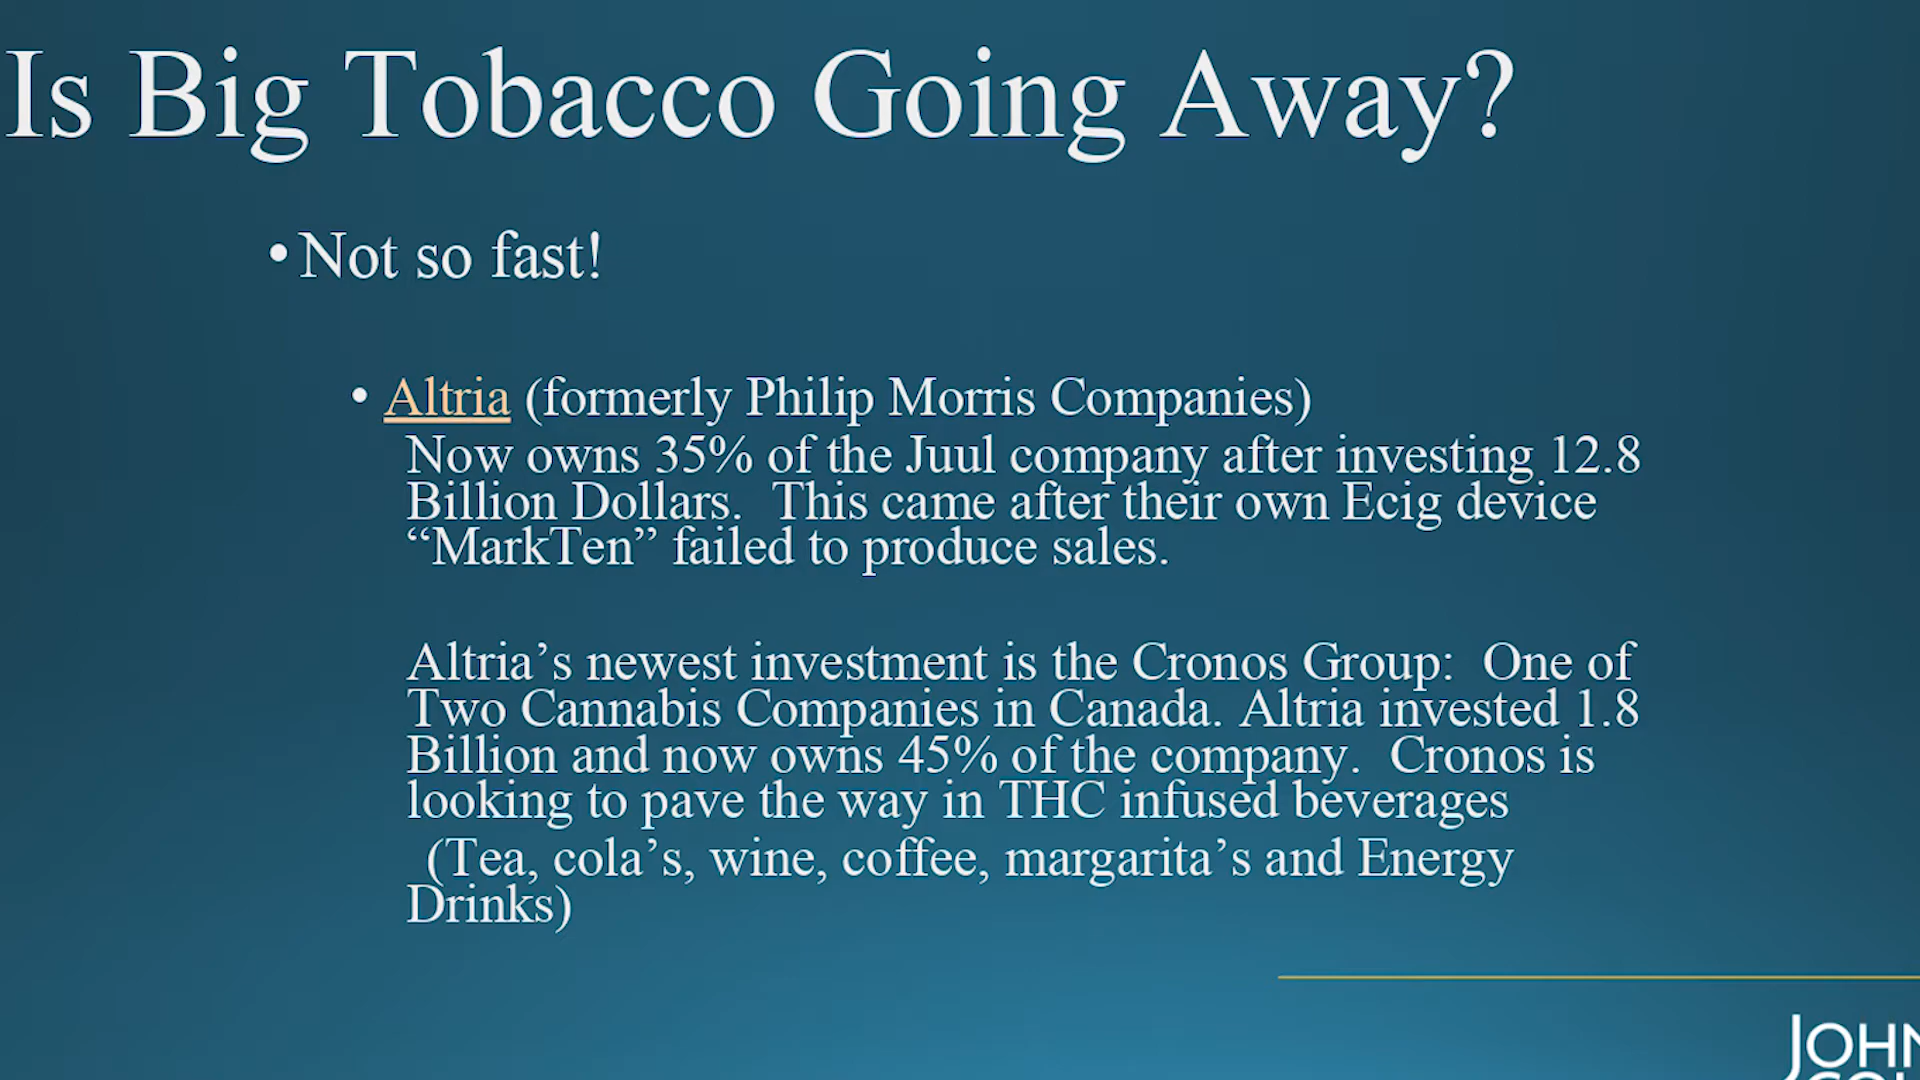 Is Big Tobacco Going Away?
•Not so fast!
• Altria (formerly Philip Morris Companies)
Now owns 35% of the Juul company after investing 12.8
Billion Dollars.  This came after their own Ecig device
“MarkTen” failed to produce sales.
Altria’s newest investment is the Cronos Group:  One of
Two Cannabis Companies in Canada. Altria invested 1.8
Billion and now owns 45% of the company.  Cronos is
looking to pave the way in THC infused beverages
(Tea, cola’s, wine, coffee, margarita’s and Energy
Drinks)